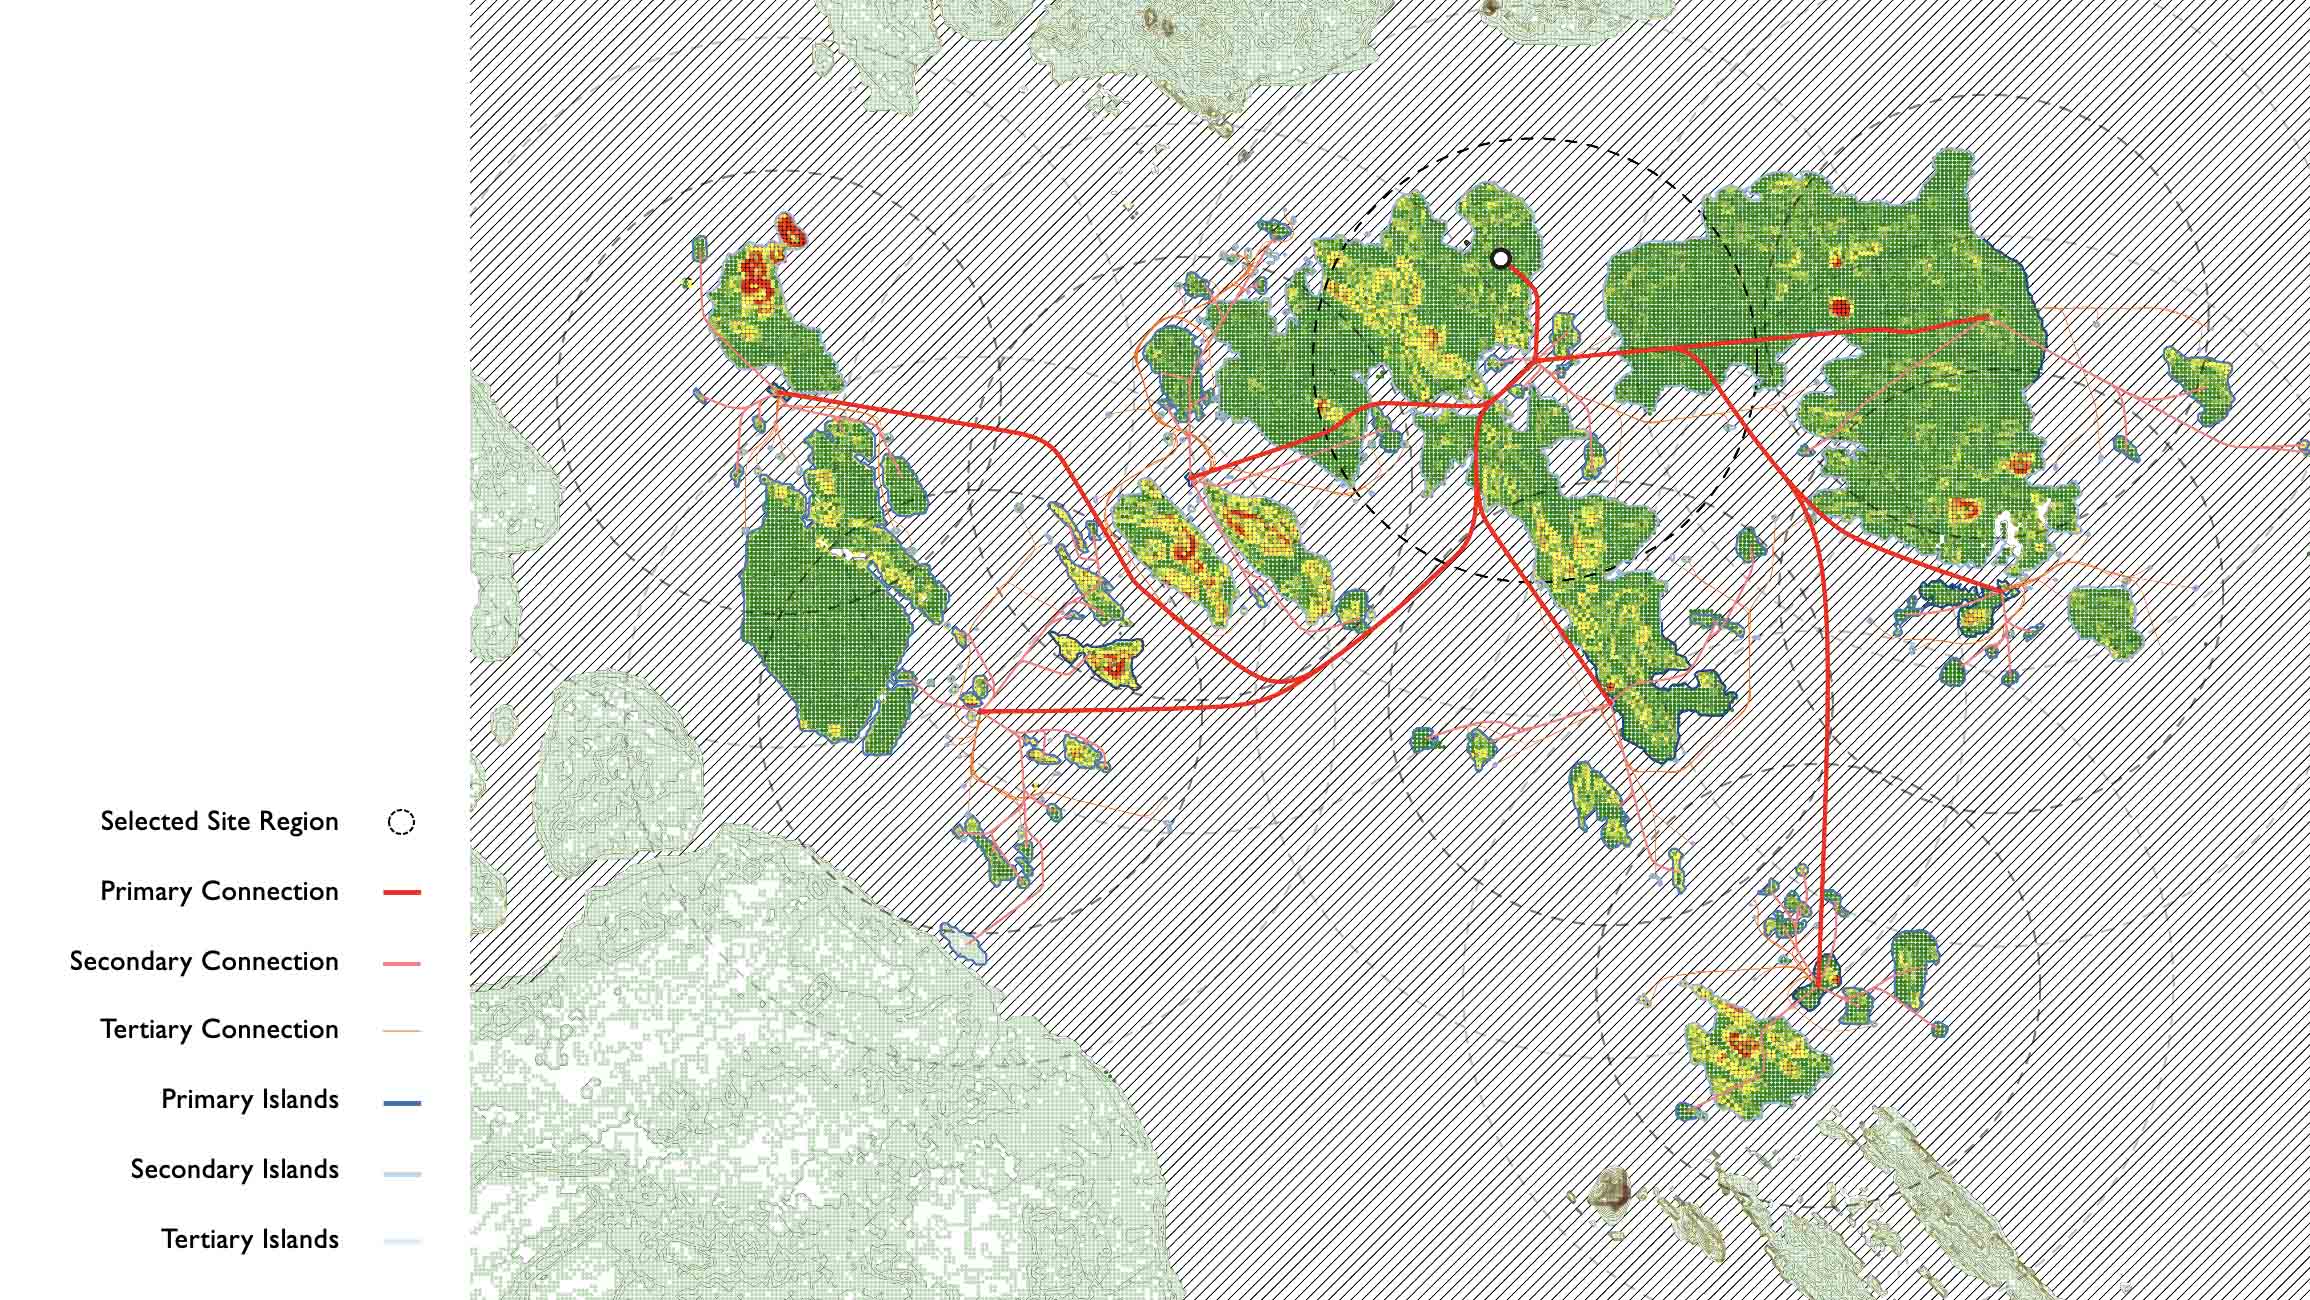 Selected Site Region
Primary Connection
Secondary Connection
Tertiary Connection
Primary Islands
Secondary Islands
Tertiary Islands